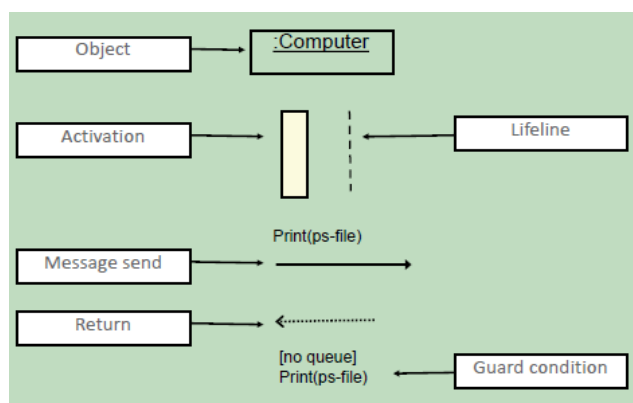 Object
:Computer
Activation
Lifeline
Print(ps-file)
Message send
Return
[no queue]
Print(ps-file)
Guard condition